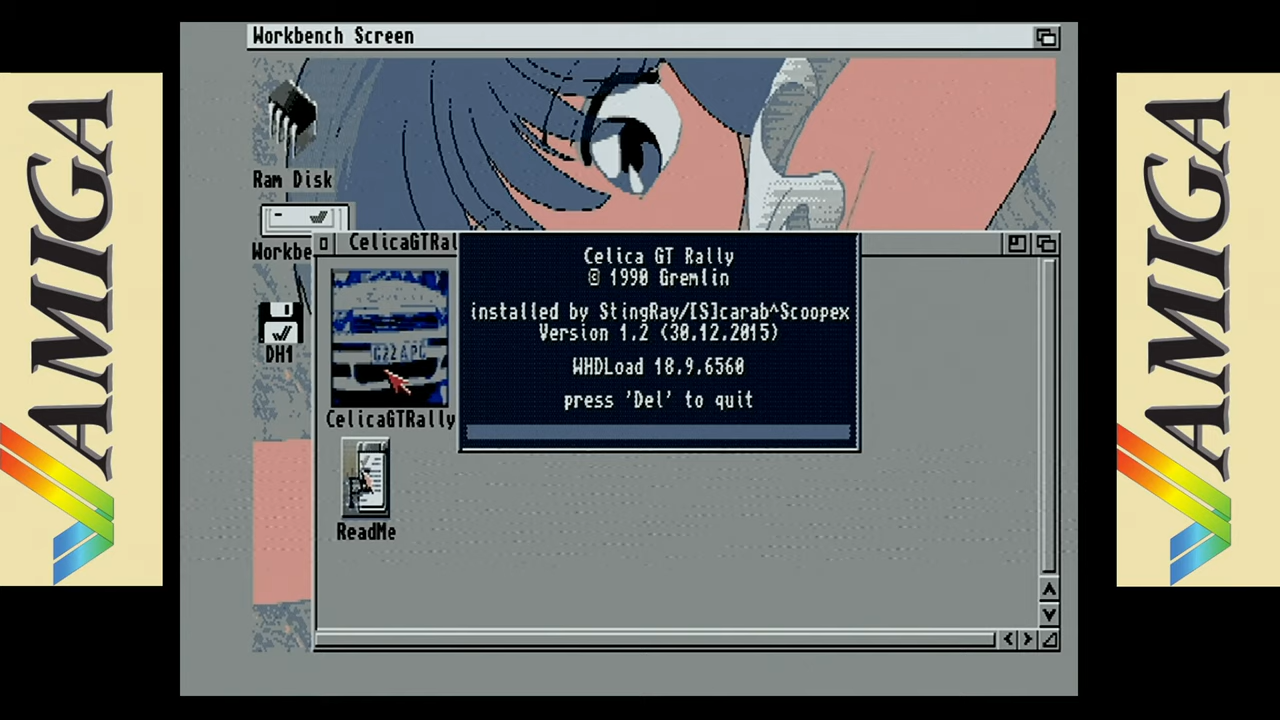 Workbench Screen
AMIGA
AMIGA
Ram Disk
Workbe
CelicaGTRal
Celica GT Rally
© 1990 Gremlin
installed by StingRay/[S]carab^Scoopex
Version 1.2 (30.12.2015)
WHDLoad 18.9.6560
press 'Del' to quit
DH1
CelicaGTRally
ReadMe